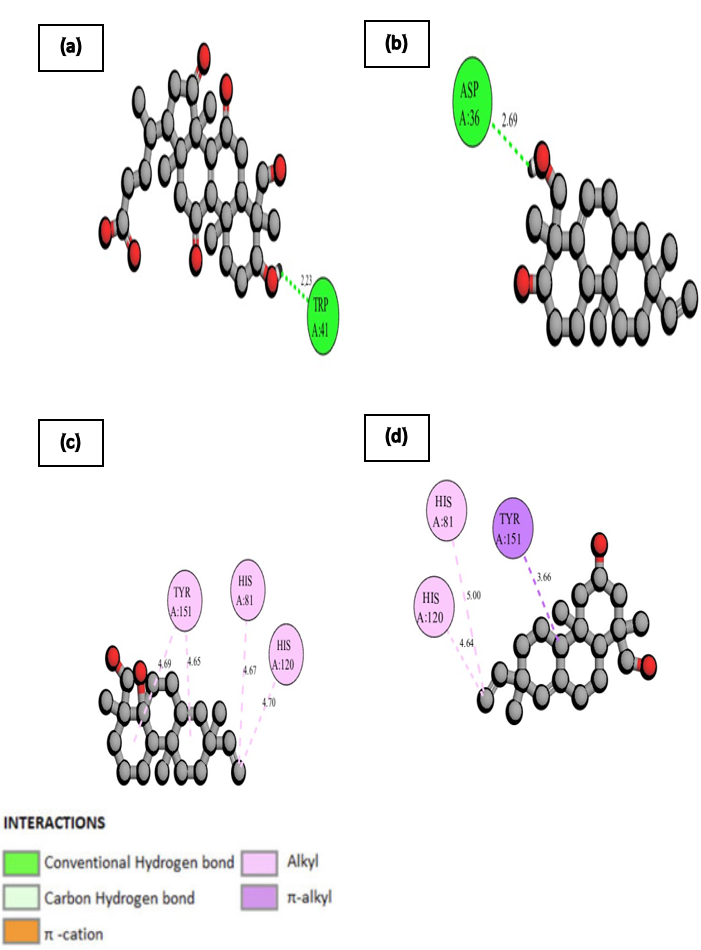 (a)
(b)
ASP
A:36
2.69
2.23
TRP
A:41
(c)
(d)
HIS
A:81
TYR
A:151
HIS
A:120
3.66
5.00
4.64
TYR
A:151
HIS
A:81
HIS
A:120
4.69
4.65
4.67
4.70
INTERACTIONS
Conventional Hydrogen bond
Alkyl
Carbon Hydrogen bond
π-alkyl
π -cation